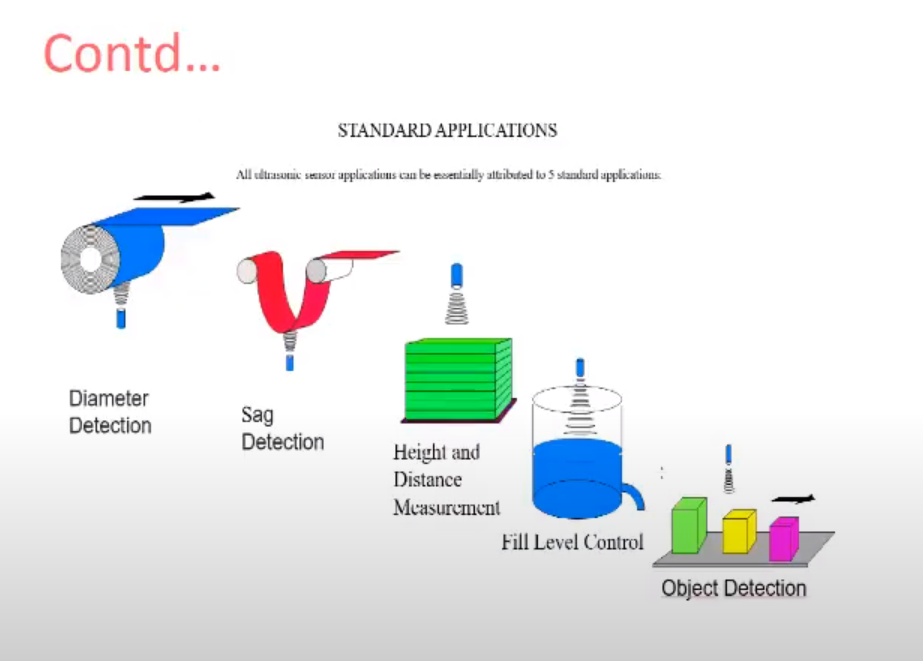 Contd...
STANDARD APPLICATIONS
All ultrasonic sensor applications can be essentially attributed to 5 standard applications:
Diameter
Detection
Sag
Detection
Height and
Distance
Measurement
Fill Level Control
:
Object Detection